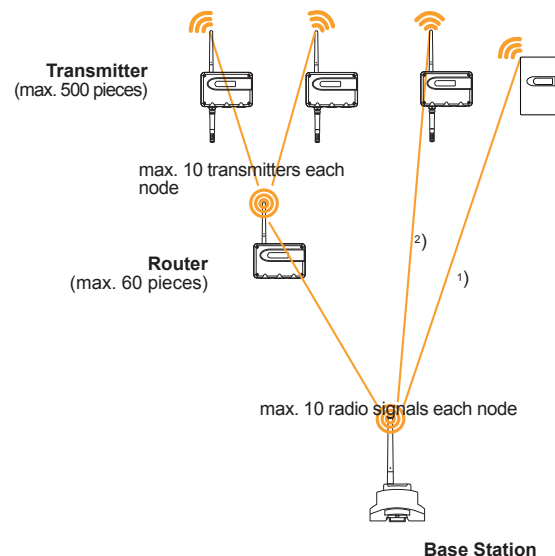 Transmitter
(max. 500 pieces)
max. 10 transmitters each
node
Router
(max. 60 pieces)
2)
1)
max. 10 radio signals each node
Base Station